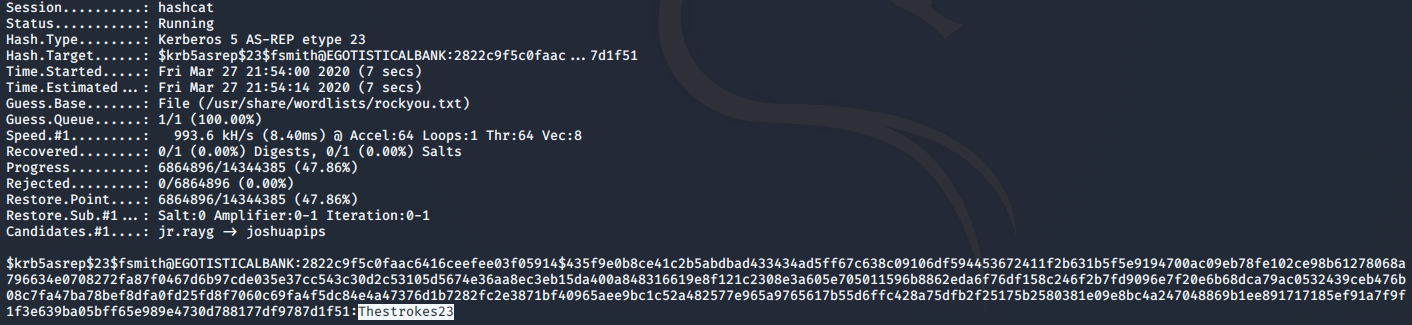 Session..........: hashcat
Status...........: Running
Hash.Type........: Kerberos 5 AS-REP etype 23
Hash.Target......: $krb5asrep$23$fsmith@EGOTISTICALBANK:2822c9f5c0faac...7d1f51
Time.Started.....: Fri Mar 27 21:54:00 2020 (7 secs)
Time.Estimated...: Fri Mar 27 21:54:14 2020 (7 secs)
Guess.Base.......: File (/usr/share/wordlists/rockyou.txt)
Guess.Queue......: 1/1 (100.00%)
Speed.#1.........:   993.6 kH/s (8.40ms) @ Accel:64 Loops:1 Thr:64 Vec:8
Recovered........: 0/1 (0.00%) Digests, 0/1 (0.00%) Salts
Progress.........: 6864896/14344385 (47.86%)
Rejected.........: 0/6864896 (0.00%)
Restore.Point....: 6864896/14344385 (47.86%)
Restore.Sub.#1...: Salt:0 Amplifier:0-1 Iteration:0-1
Candidates.#1....: jr.rayg -> joshuapips
$krb5asrep$23$fsmith@EGOTISTICALBANK:2822c9f5c0faac6416ceefee03f05914$435f9e0b8ce41c2b5abdbad433434ad5ff67c638c09106df594453672411f2b631b5f5e9194700ac09eb78fe102ce98b61278068a
796634e0708272fa87f0467d6b97cde035e37cc543c30d2c53105d5674e36aa8ec3eb15da400a848316619e8f121c2308e3a605e705011596b8862eda6f76df158c246f2b7fd9096e7f20e6b68dca79ac0532439ceb476b
08c7fa47ba78bef8dfa0fd25fd8f7060c69fa4f5dc84e4a47376d1b7282fc2e3871bf40965aee9bc1c52a482577e965a9765617b55d6ffc428a75dfb2f25175b2580381e09e8bc4a247048869b1ee891717185ef91a7f9f
1f3e639ba05bff65e989e4730d788177df9787d1f51:Thestrokes23